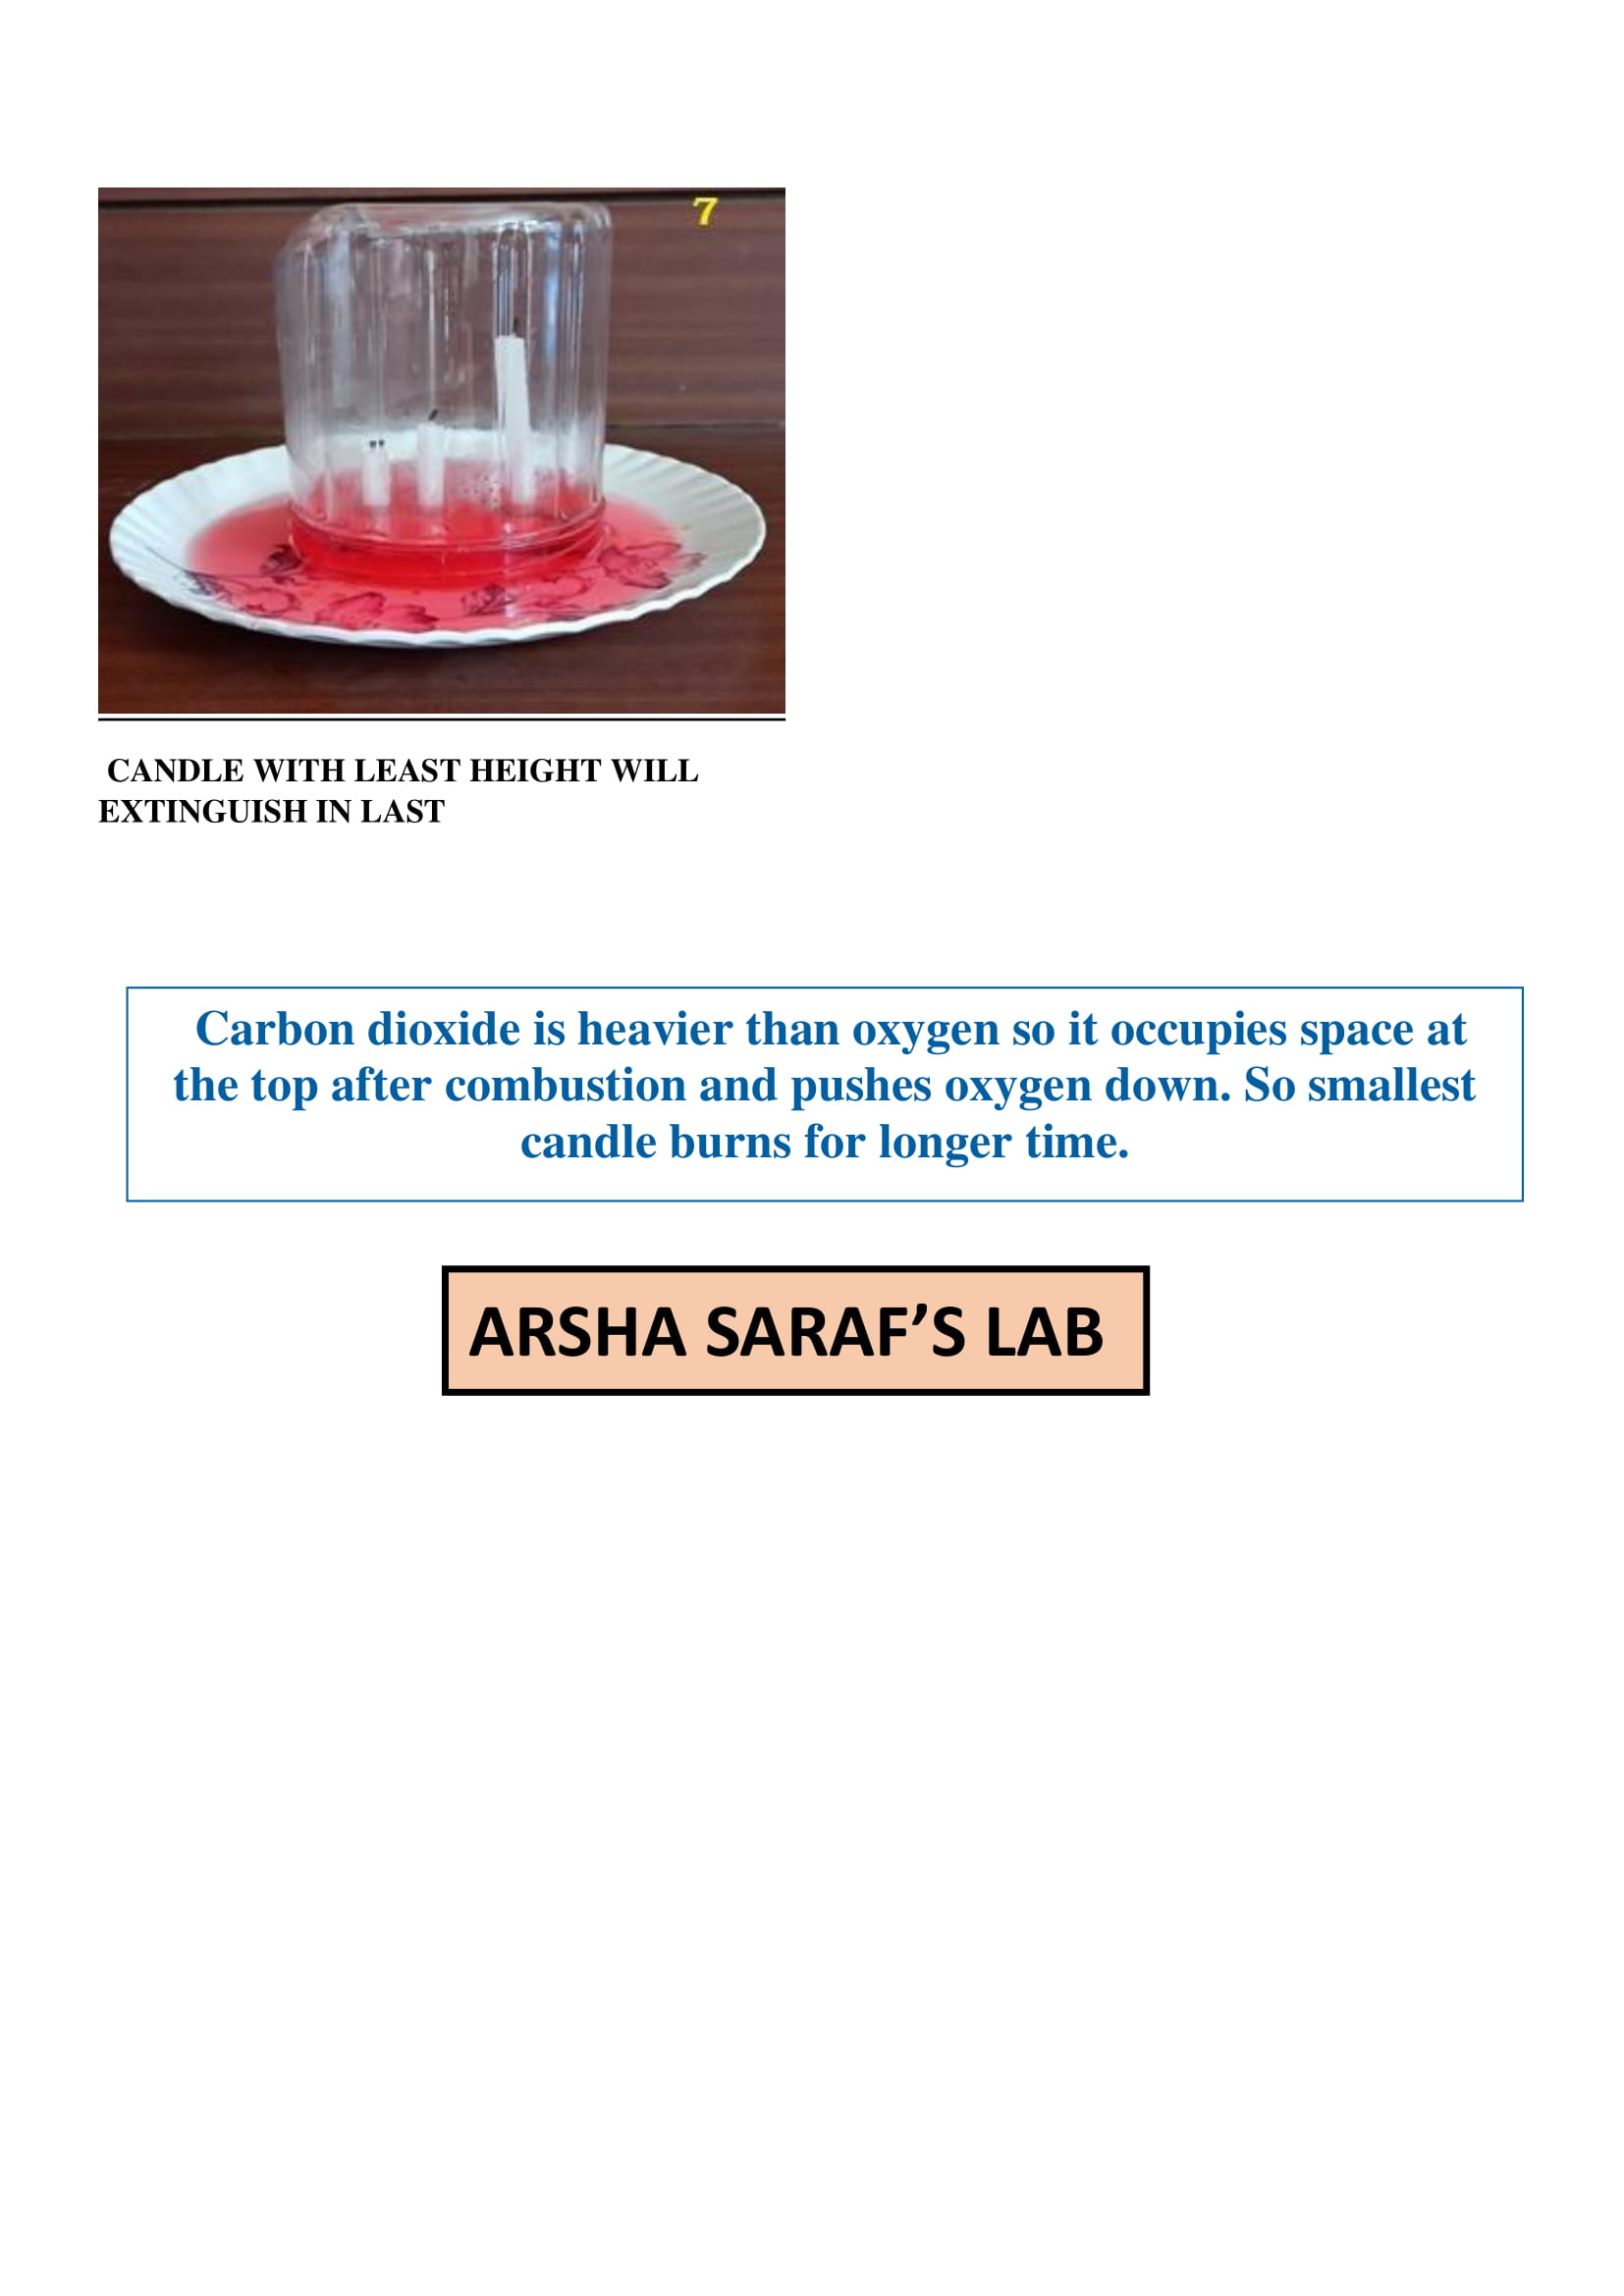 7
CANDLE WITH LEAST HEIGHT WILL
EXTINGUISH IN LAST
Carbon dioxide is heavier than oxygen so it occupies space at
the top after combustion and pushes oxygen down. So smallest
candle burns for longer time.
ARSHA SARAF’S LAB